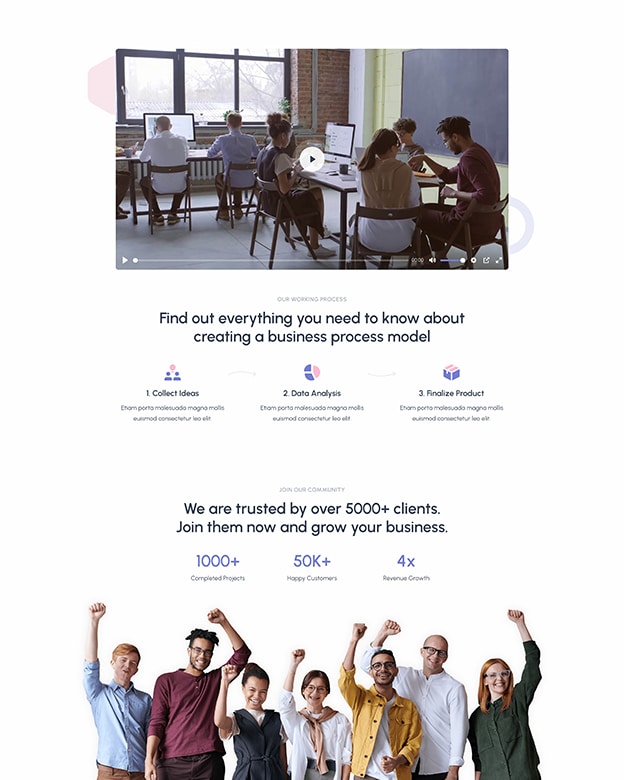 00:00
OUR WORKING PROCESS
Find out everything you need to know about
creating a business process model
1. Collect Ideas
2. Data Analysis
3. Finalize Product
Etiam porta malesuada magna mollis
euismod consectetur leo elit
Etiam porta malesuada magna mollis
euismod consectetur leo elit
Etiam porta malesuada magna mollis
euismod consectetur leo elit
JOIN OUR COMMUNITY
We are trusted by over 5000+ clients.
Join them now and grow your business.
1000+
50K+
4x
Completed Projects
Happy Customers
Revenue Growth